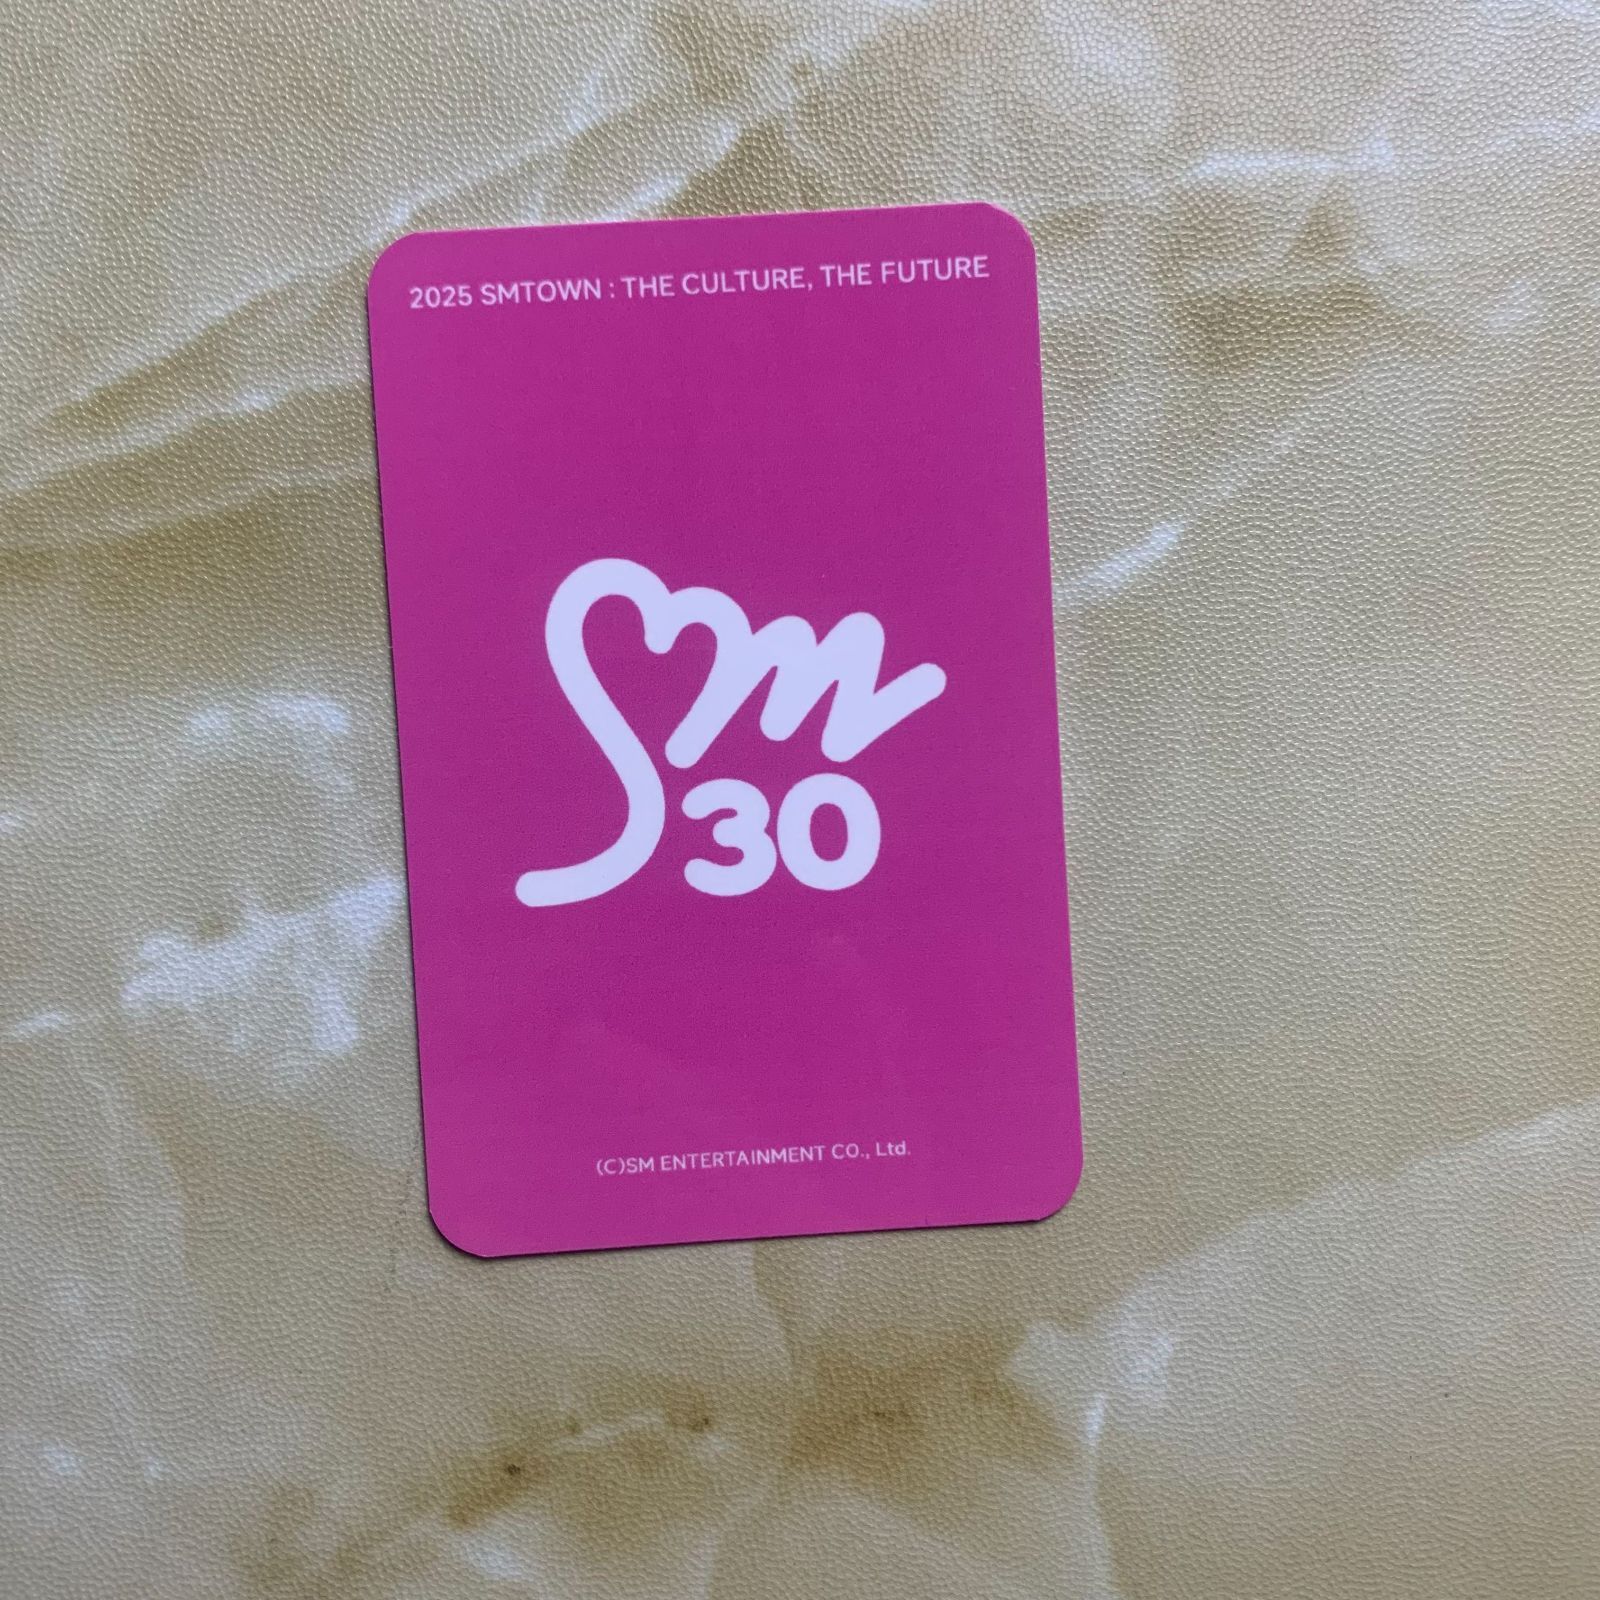 2025 SMTOWN : THE CULTURE, THE FUTURE
Sm
30
(C)SM ENTERTAINMENT CO., Ltd.